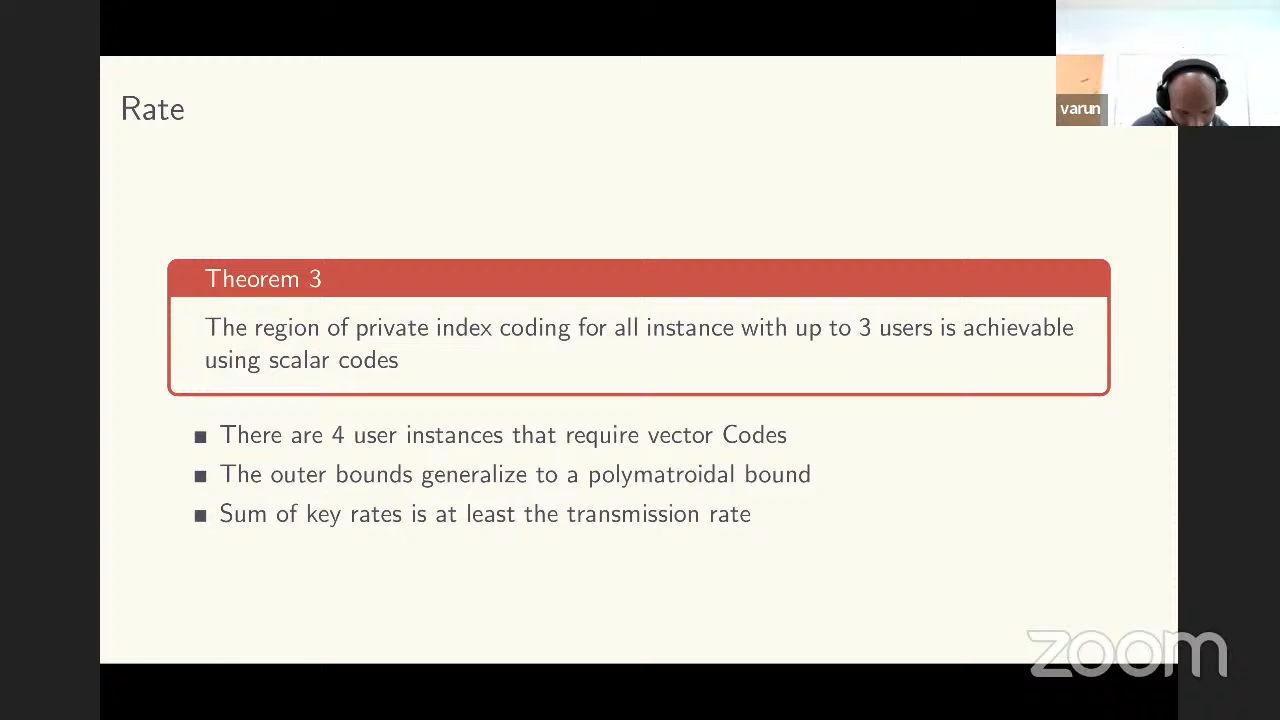 Rate
varun
Theorem 3
The region of private index coding for all instance with up to 3 users is achievable
using scalar codes
■ There are 4 user instances that require vector Codes
■ The outer bounds generalize to a polymatroidal bound
■ Sum of key rates is at least the transmission rate
zoom